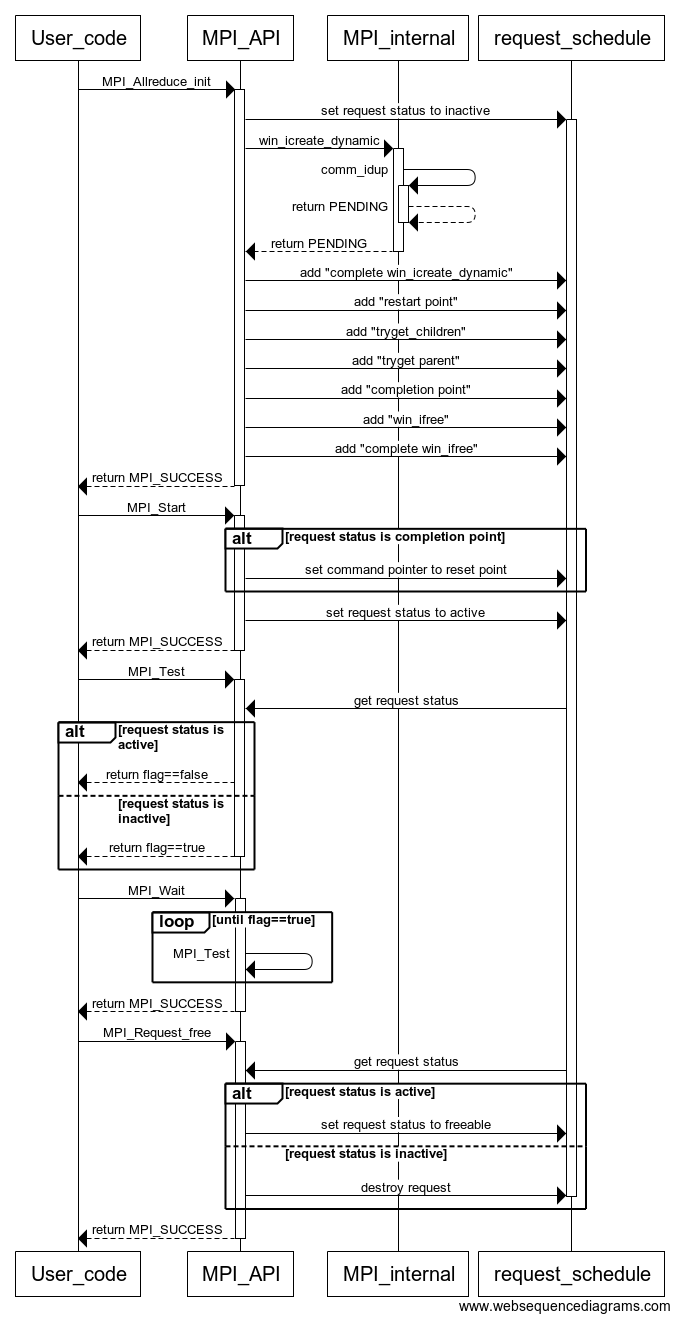 User_code MPI_API MPI_internal request_schedule
MPI_Allreduce_init
set request status to inactive
win_icreate_dynamic
comm_idup
return PENDING
return PENDING
add "complete win_icreate_dynamic"
add "restart point"
add "tryget_children"
add "tryget parent"
add "completion point"
add "win_ifree"
add "complete win_ifree"
return MPI_SUCCESS
MPI_Start
alt [request status is completion point]
set command pointer to reset point
set request status to active
return MPI_SUCCESS
MPI_Test
get request status
alt [request status is
active]
return flag==false
[request status is
inactive]
return flag==true
MPI_Wait
loop [until flag==true]
MPI_Test
return MPI_SUCCESS
MPI_Request_free
get request status
alt [request status is active]
set request status to freeable
[request status is inactive]
destroy request
return MPI_SUCCESS
User_code MPI_API MPI_internal request_schedule
www.websequencediagrams.com